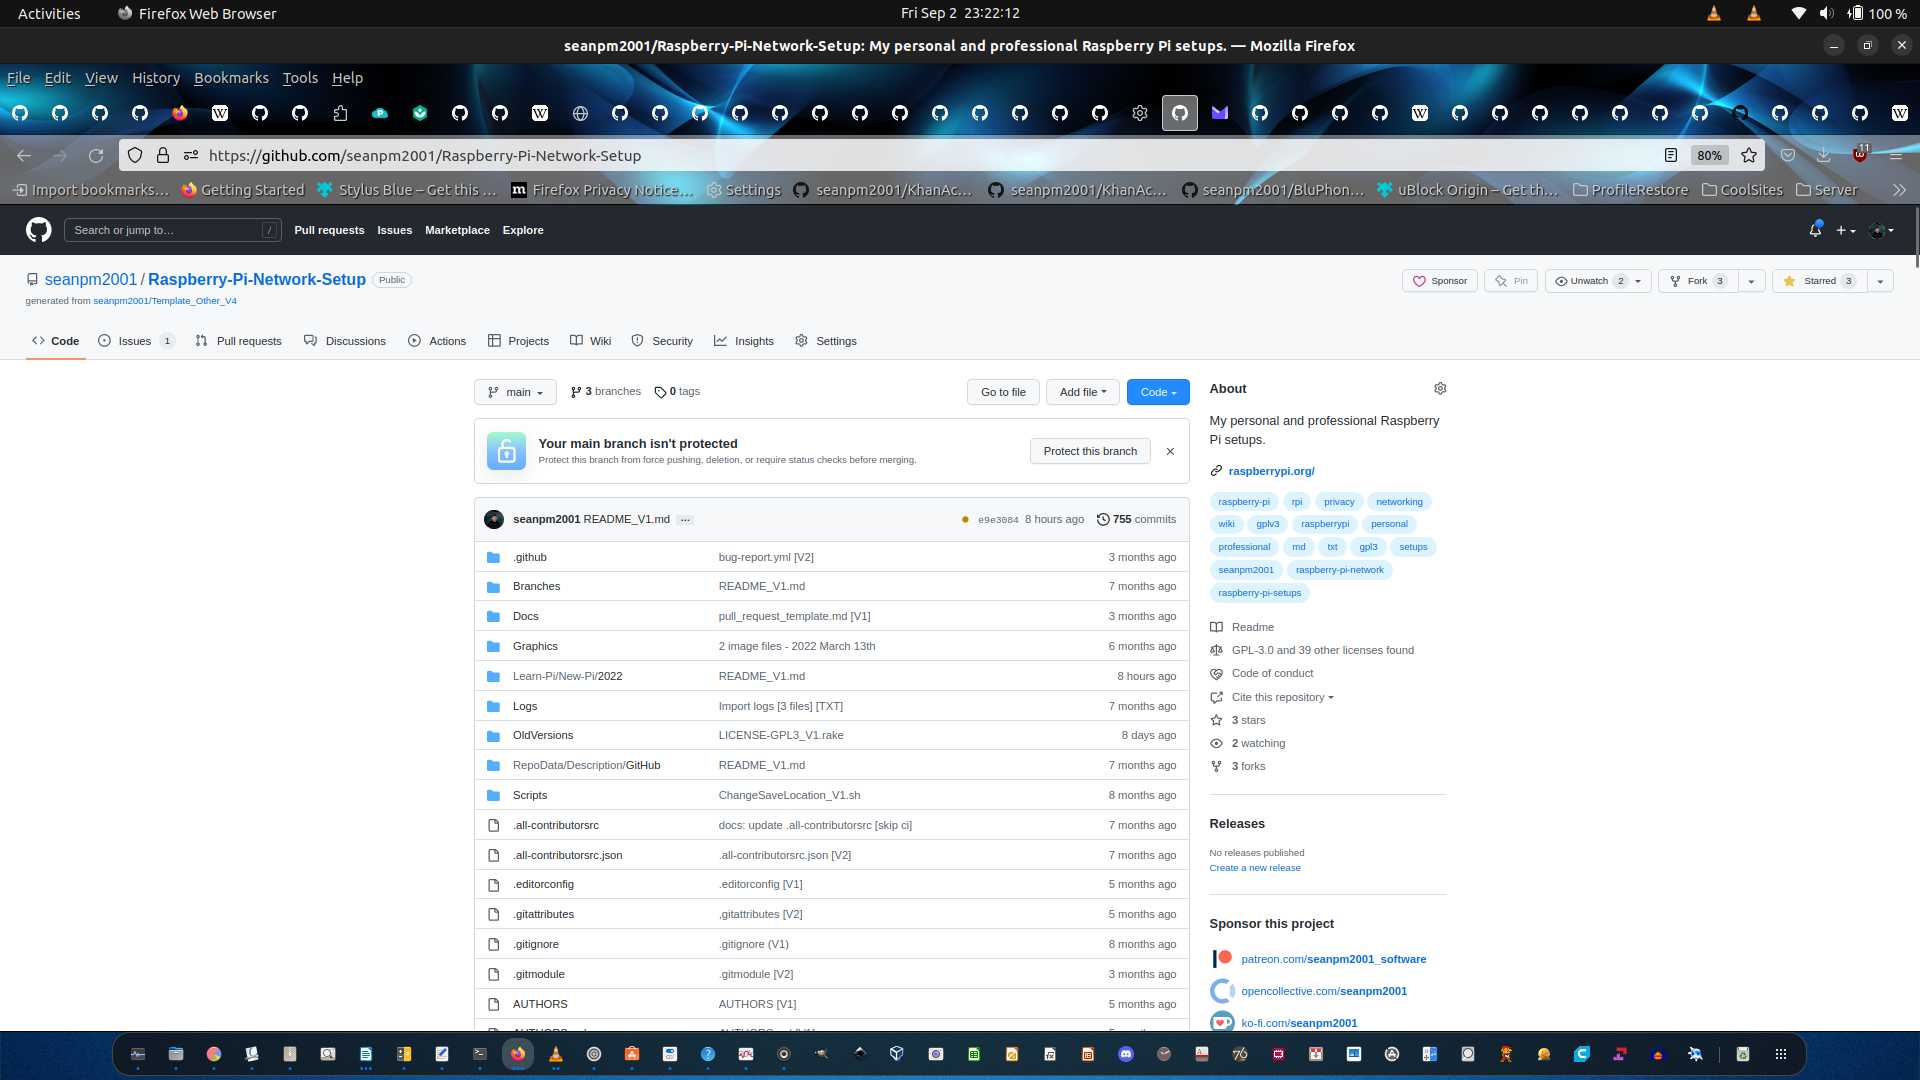 Activities Firefox Web Browser Fri Sep 2 23:22:12 100 %
seanpm2001/Raspberry-Pi-Network-Setup: My personal and professional Raspberry Pi setups. — Mozilla Firefox
File Edit View History Bookmarks Tools Help
https://github.com/seanpm2001/Raspberry-Pi-Network-Setup 80% 11
Import bookmarks… Getting Started Stylus Blue – Get this … Firefox Privacy Notice… Settings seanpm2001/KhanAc… seanpm2001/KhanAc… seanpm2001/BluPhon… uBlock Origin – Get th… ProfileRestore CoolSites Server
Search or jump to… / Pull requests Issues Marketplace Explore
seanpm2001 / Raspberry-Pi-Network-Setup Public Sponsor Pin Unwatch 2 Fork 3 Starred 3
generated from seanpm2001/Template_Other_V4
Code Issues 1 Pull requests Discussions Actions Projects Wiki Security Insights Settings
main 3 branches 0 tags Go to file Add file Code
Your main branch isn't protected
Protect this branch from force pushing, deletion, or require status checks before merging.
Protect this branch
seanpm2001 README_V1.md … e9e3084 8 hours ago 755 commits
.github bug-report.yml [V2] 3 months ago
Branches README_V1.md 7 months ago
Docs pull_request_template.md [V1] 3 months ago
Graphics 2 image files - 2022 March 13th 6 months ago
Learn-Pi/New-Pi/2022 README_V1.md 8 hours ago
Logs Import logs [3 files] [TXT] 7 months ago
OldVersions LICENSE-GPL3_V1.rake 8 days ago
RepoData/Description/GitHub README_V1.md 7 months ago
Scripts ChangeSaveLocation_V1.sh 8 months ago
.all-contributorsrc docs: update .all-contributorsrc [skip ci] 7 months ago
.all-contributorsrc.json .all-contributorsrc.json [V2] 7 months ago
.editorconfig .editorconfig [V1] 5 months ago
.gitattributes ,gitattributes [V2] 5 months ago
.gitignore .gitignore (V1) 8 months ago
.gitmodule .gitmodule [V2] 3 months ago
AUTHORS AUTHORS [V1] 5 months ago
About
My personal and professional Raspberry
Pi setups.
raspberrypi.org/
raspberry-pi rpi privacy networking
wiki gplv3 raspberrypi personal
professional md txt gpl3 setups
seanpm2001 raspberry-pi-network
raspberry-pi-setups
Readme
GPL-3.0 and 39 other licenses found
Code of conduct
Cite this repository
3 stars
2 watching
3 forks
Releases
No releases published
Create a new release
Sponsor this project
patreon.com/seanpm2001_software
opencollective.com/seanpm2001
ko-fi.com/seanpm2001